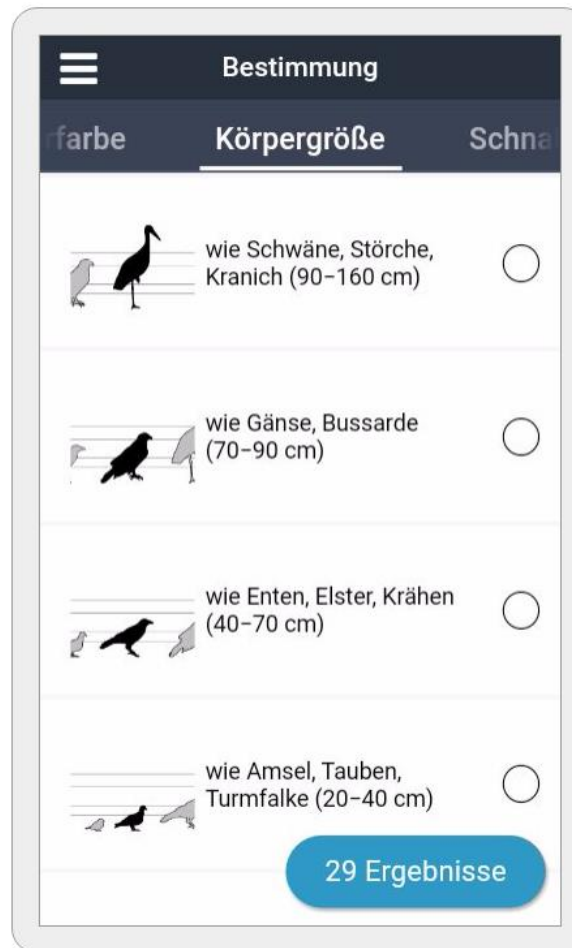 Bestimmung
rfarbe Körpergröße Schna
wie Schwäne, Störche,
Kranich (90–160 cm)
wie Gänse, Bussarde
(70–90 cm)
wie Enten, Elster, Krähen
(40–70 cm)
wie Amsel, Tauben,
Turmfalke (20–40 cm)
29 Ergebnisse